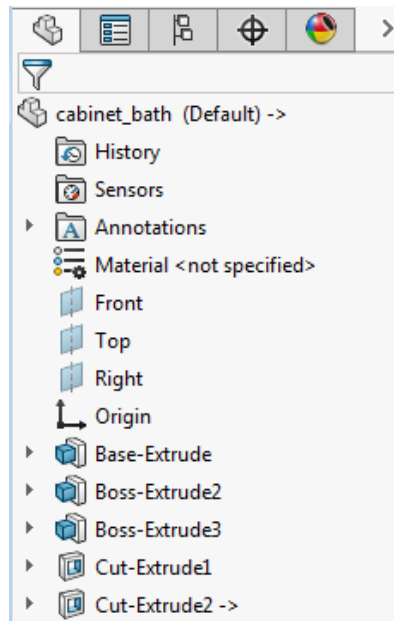 cabinet_bath (Default) ->
History
Sensors
Annotations
Material <not specified>
Front
Top
Right
Origin
Base-Extrude
Boss-Extrude2
Boss-Extrude3
Cut-Extrude1
Cut-Extrude2 ->